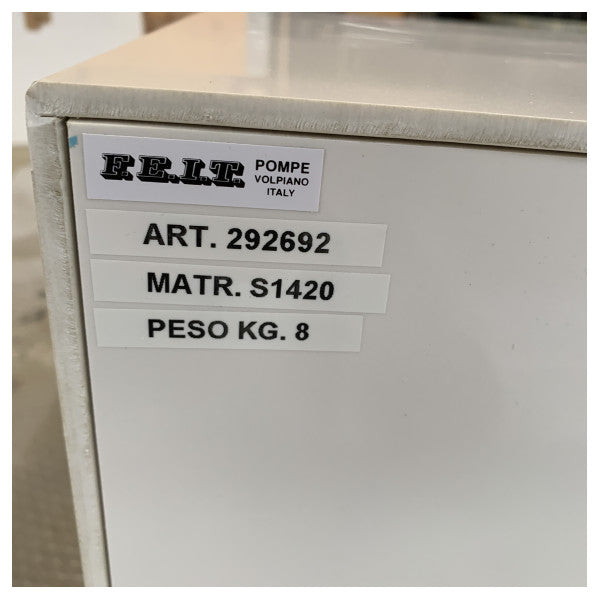 F.E.I.T. POMPE
VOLPIANO
ITALY
ART. 292692
MATR. S1420
PESO KG. 8